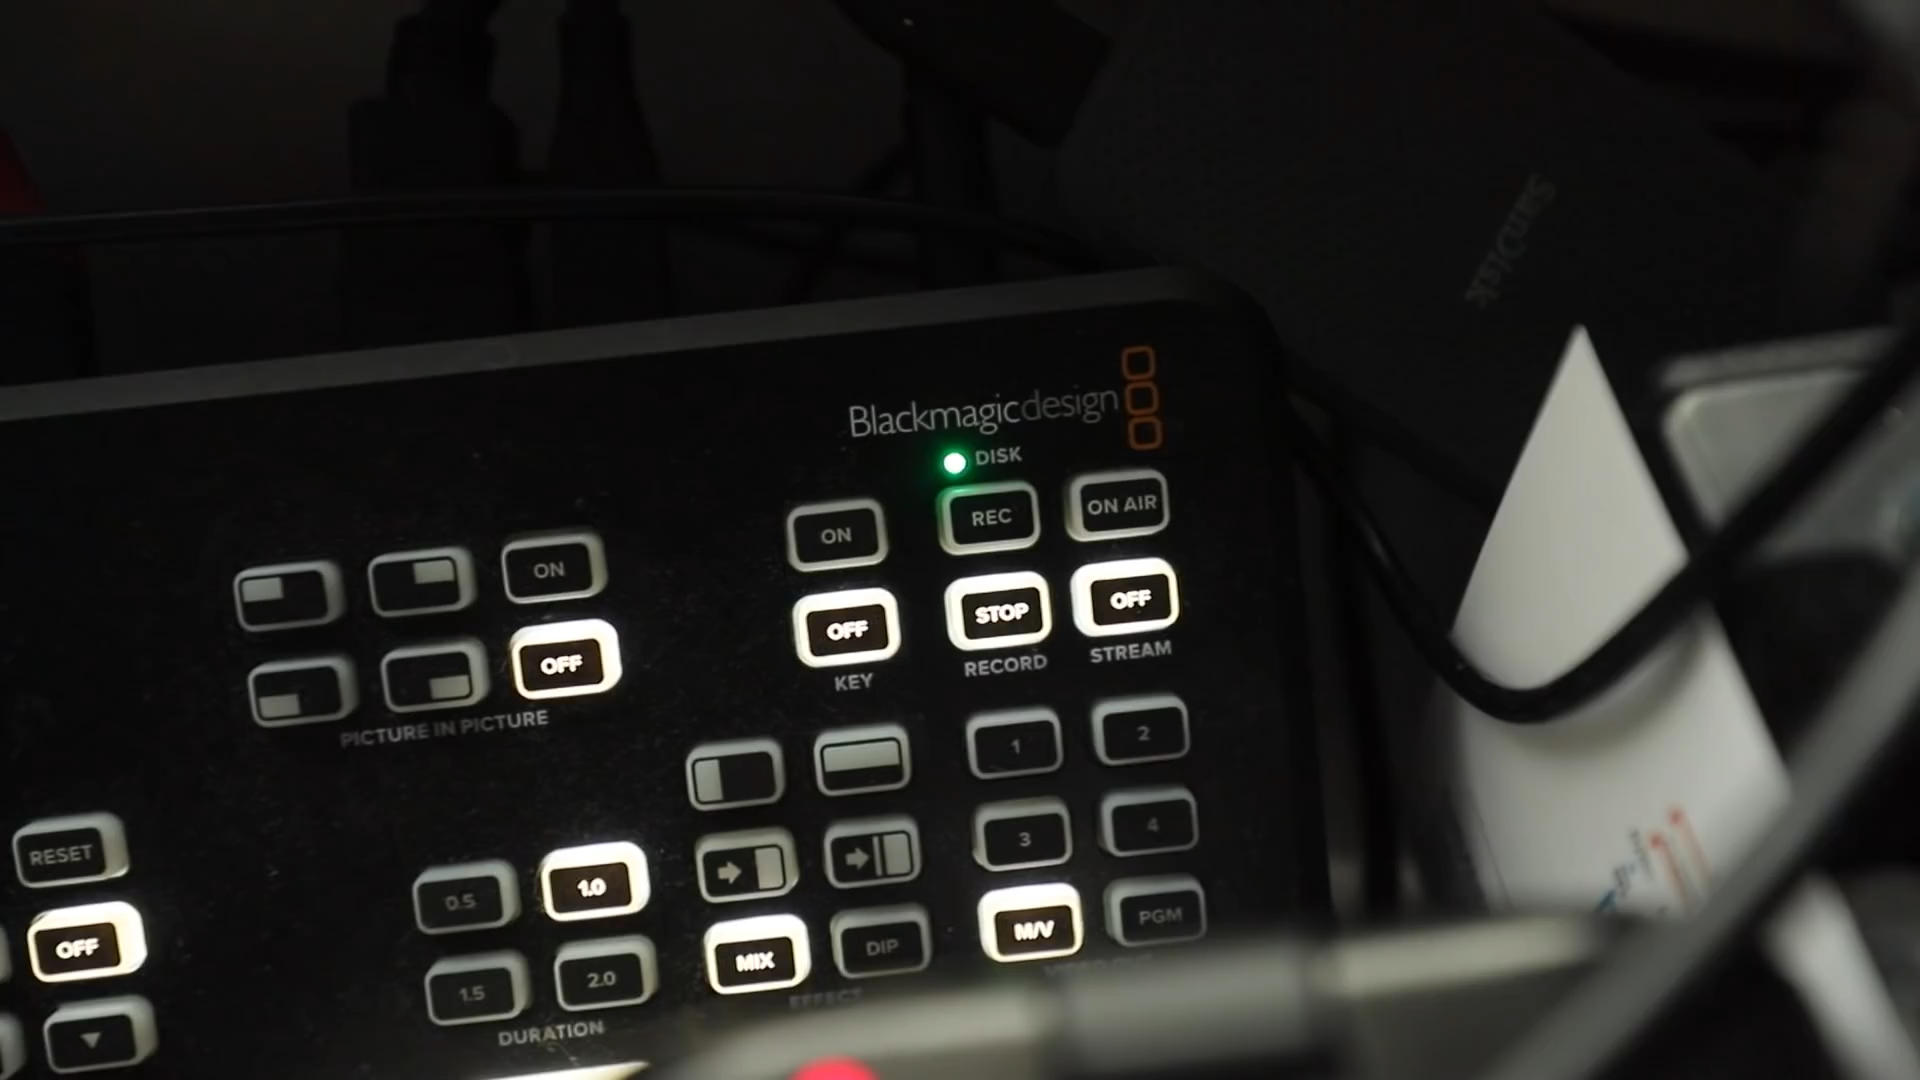 SanDisk
Blackmagicdesign
DISK
REC
ON AIR
ON
ON
STOP
OFF
OFF
OFF
KEY
RECORD
STREAM
PICTURE IN PICTURE
1
2
3
4
RESET
0.5
1.0
OFF
MIX
DIP
M/V
PGM
1.5
2.0
EFFECT
DURATION